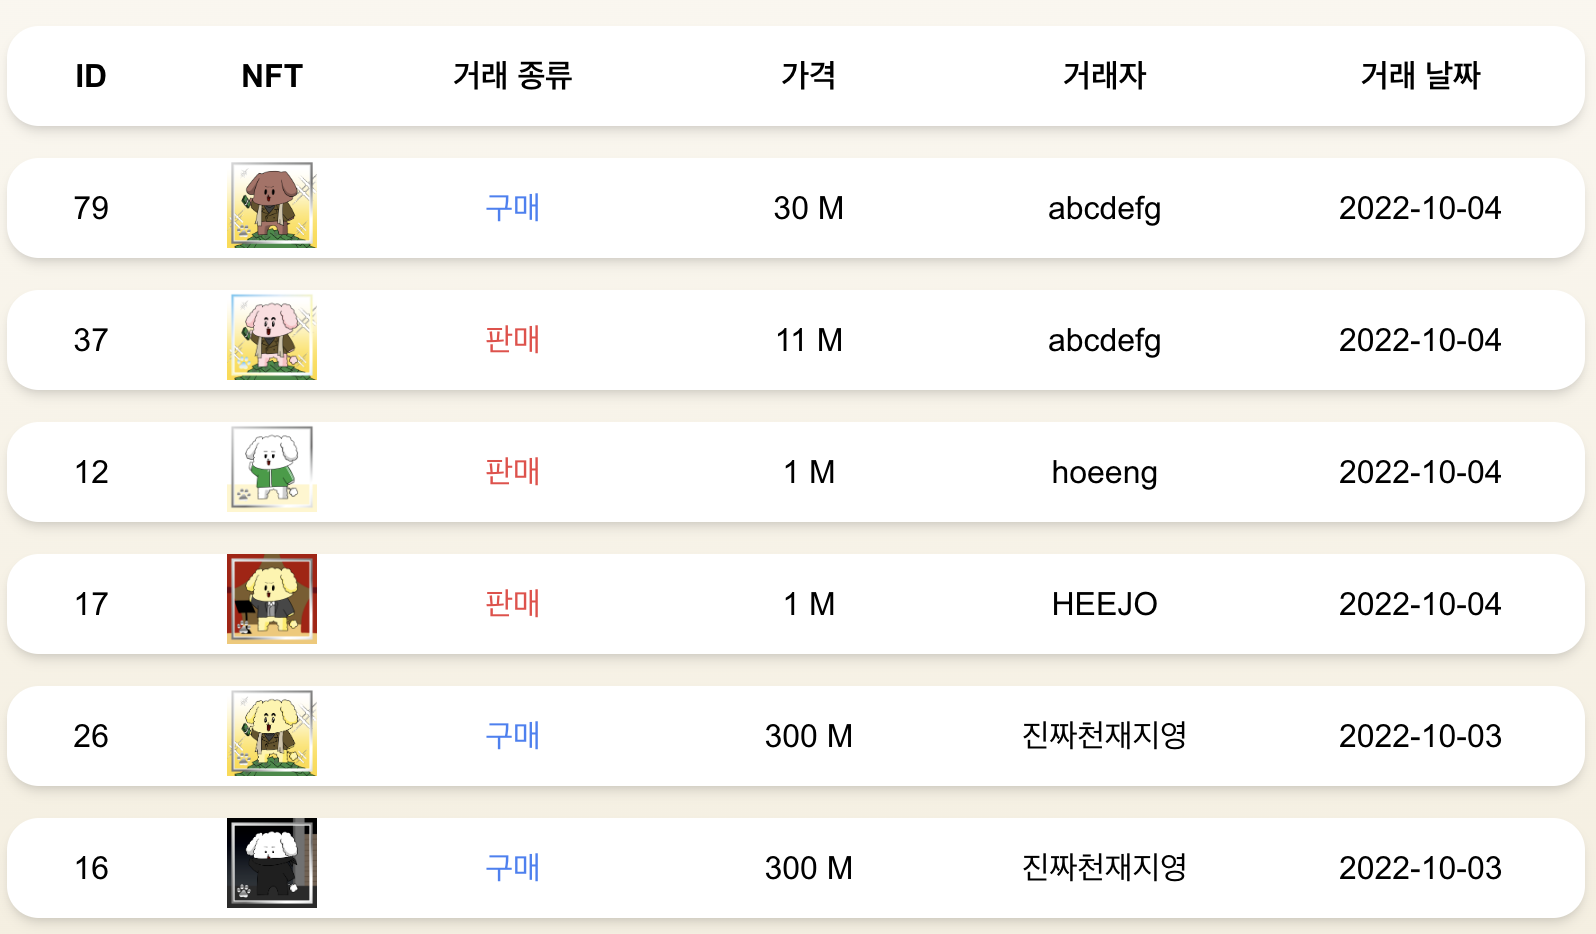 ID NFT 거래 종류 가격 거래자 거래 날짜
79 구매 30 M abcdefg 2022-10-04
37 판매 11 M abcdefg 2022-10-04
12 판매 1 M hoeeng 2022-10-04
17 판매 1 M HEEJO 2022-10-04
26 구매 300 M 진짜천재지영 2022-10-03
16 구매 300 M 진짜천재지영 2022-10-03